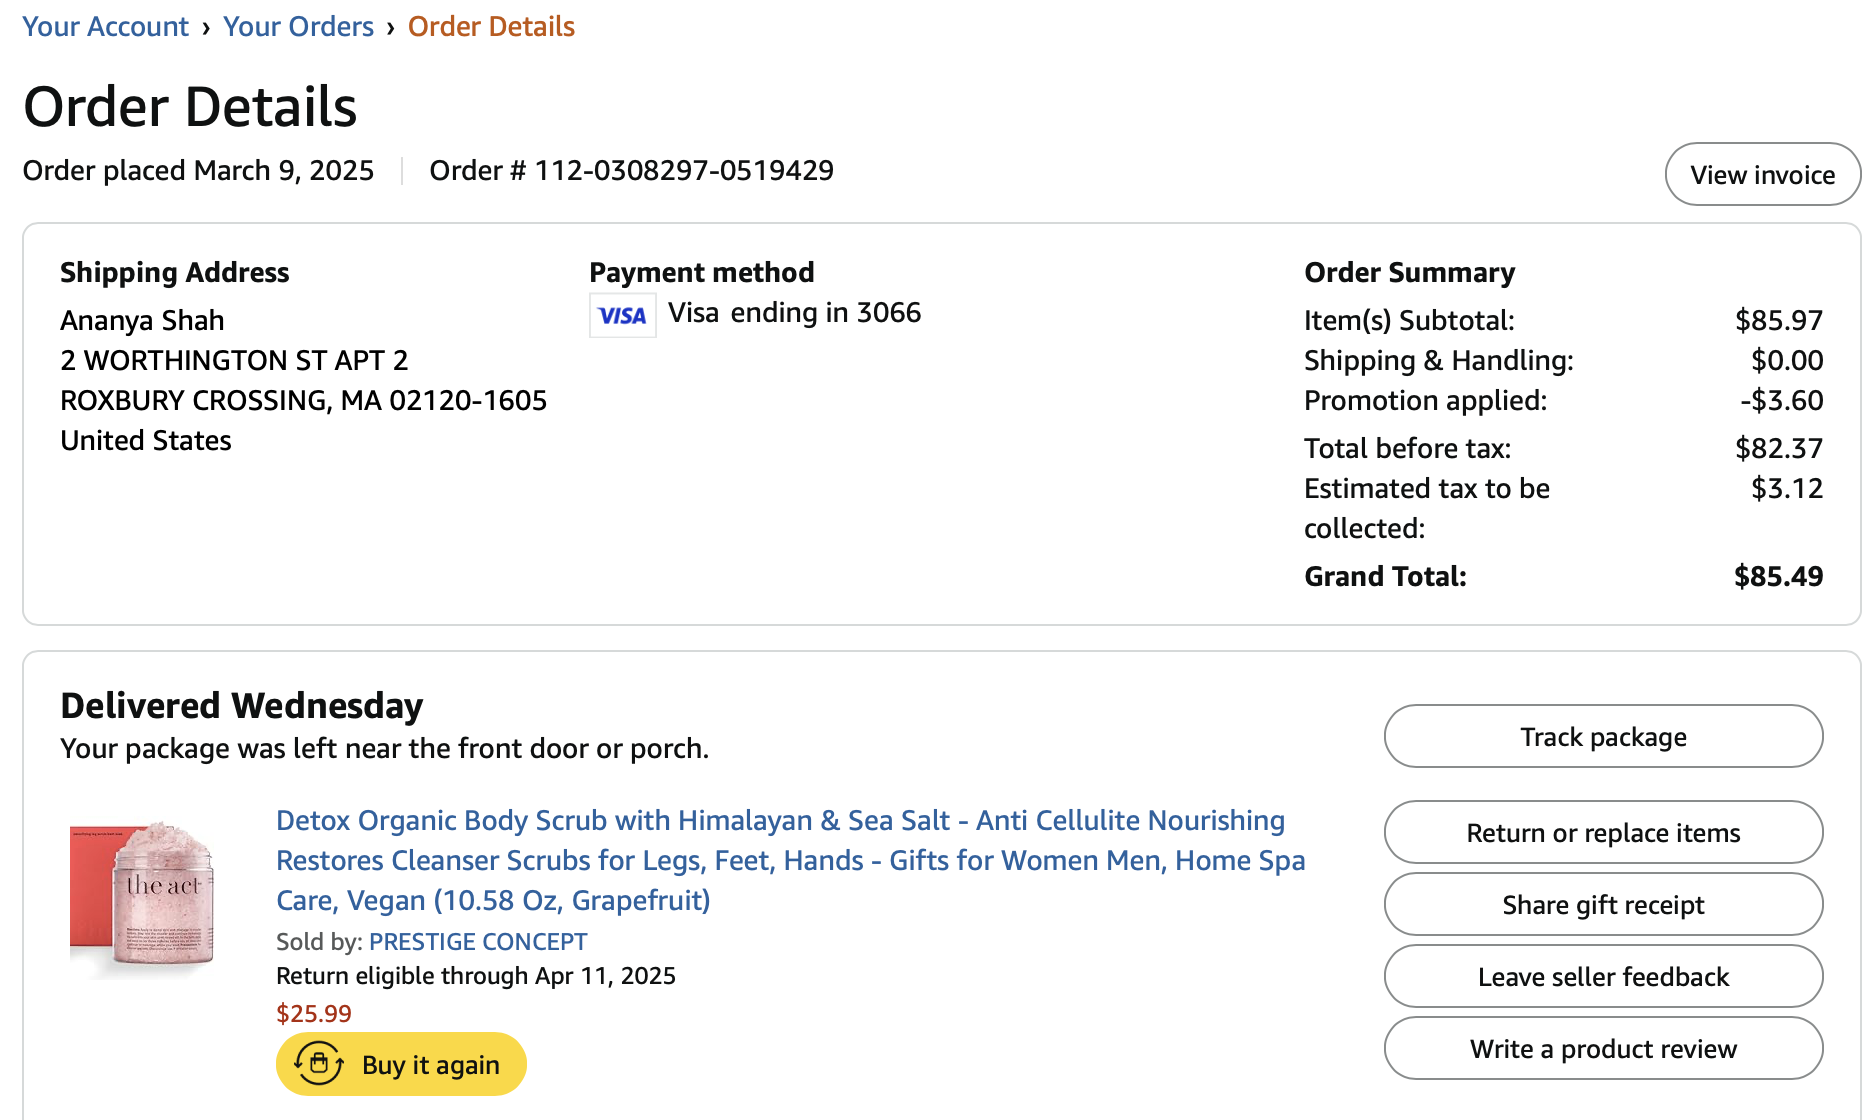 Your Account › Your Orders › Order Details
Order Details
Order placed March 9, 2025
Order # 112-0308297-0519429
View invoice
Shipping Address
Ananya Shah
2 WORTHINGTON ST APT 2
ROXBURY CROSSING, MA 02120-1605
United States
Payment method
VISA Visa ending in 3066
Order Summary
Item(s) Subtotal: $85.97
Shipping & Handling: $0.00
Promotion applied: -$3.60
Total before tax: $82.37
Estimated tax to be $3.12
collected:
Grand Total: $85.49
Delivered Wednesday
Your package was left near the front door or porch.
the act
Detox Organic Body Scrub with Himalayan & Sea Salt - Anti Cellulite Nourishing
Restores Cleanser Scrubs for Legs, Feet, Hands - Gifts for Women Men, Home Spa
Care, Vegan (10.58 Oz, Grapefruit)
Sold by: PRESTIGE CONCEPT
Return eligible through Apr 11, 2025
$25.99
Buy it again
Track package
Return or replace items
Share gift receipt
Leave seller feedback
Write a product review